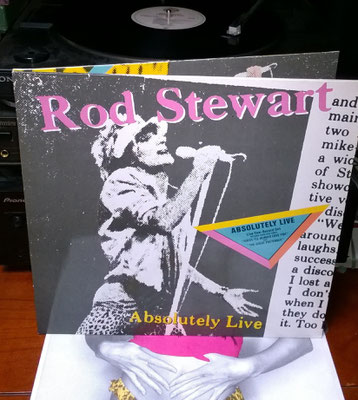 Rod Stewart
and
main
two
mike
a wid
of St
showc
tive v
dis
"We
around
laughs
success
a disco
I lost a
I don'
when I
they do
it. Too
ABSOLUTELY LIVE
Absolutely Live